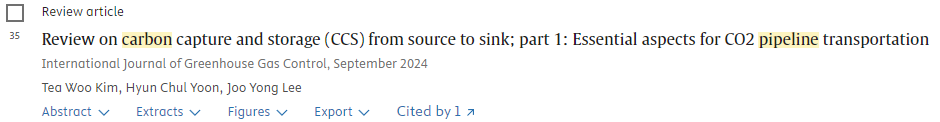 Review article
35
Review on carbon capture and storage (CCS) from source to sink; part 1: Essential aspects for CO2 pipeline transportation
International Journal of Greenhouse Gas Control, September 2024
Tea Woo Kim, Hyun Chul Yoon, Joo Yong Lee
Abstract Extracts Figures Export Cited by 1